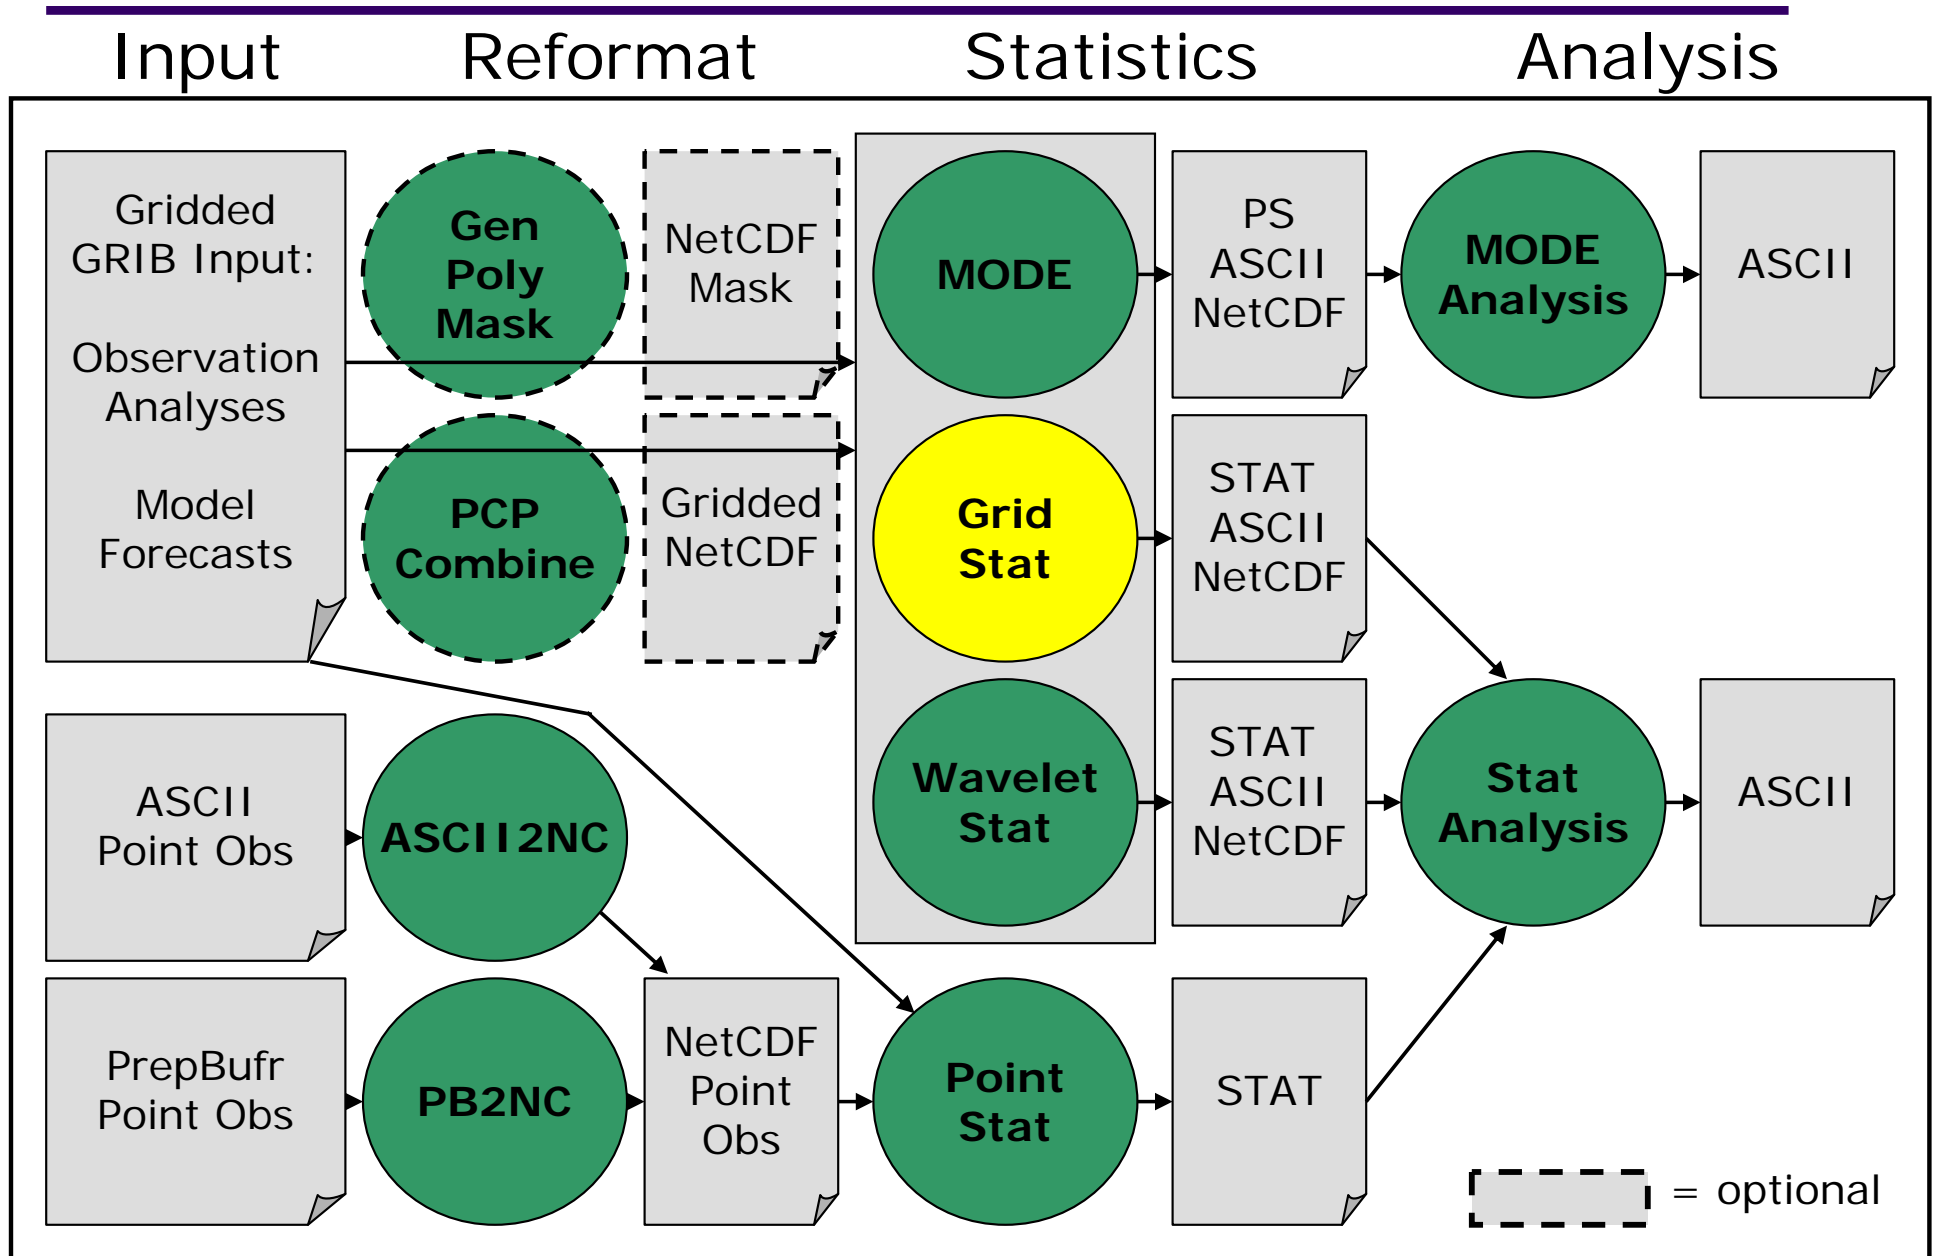 Input
Reformat
Statistics
Analysis
Gridded
GRIB Input:
Observation
Analyses
Model
Forecasts
Gen
Poly
Mask
NetCDF
Mask
MODE
PS
ASCII
NetCDF
MODE
Analysis
ASCII
PCP
Combine
Gridded
NetCDF
Grid
Stat
STAT
ASCII
NetCDF
ASCII
Point Obs
ASCII2NC
Wavelet
Stat
STAT
ASCII
NetCDF
Stat
Analysis
ASCII
PrepBufr
Point Obs
PB2NC
NetCDF
Point
Obs
Point
Stat
STAT
= optional